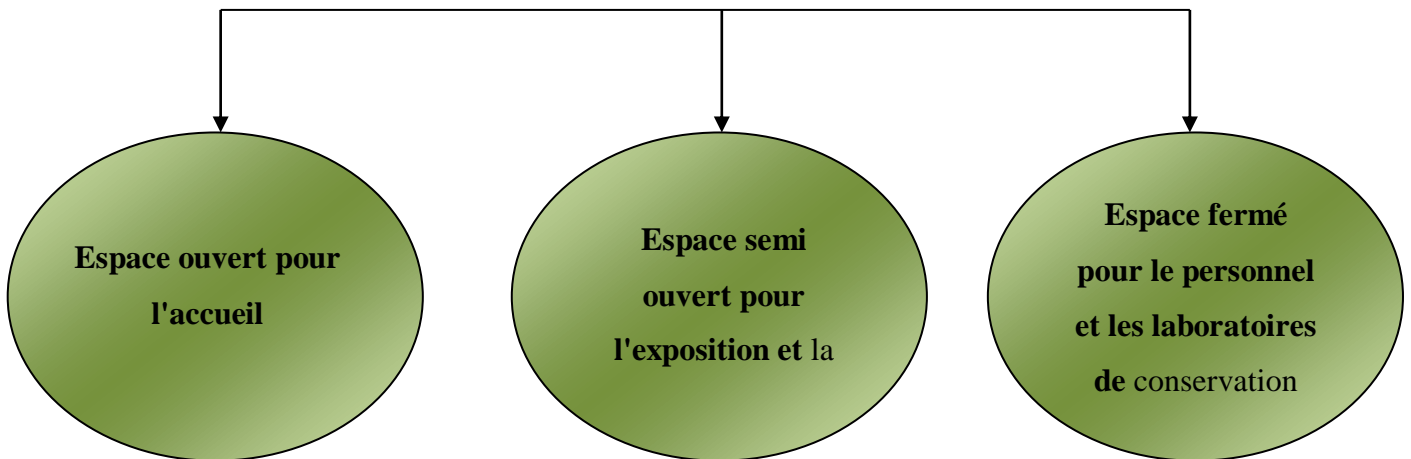 Espace ouvert pour
l'accueil
Espace semi
ouvert pour
l'exposition et la
Espace fermé
pour le personnel
et les laboratoires
de conservation